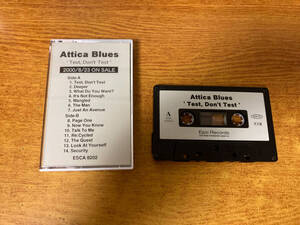 Attica Blues
' Test, Don't Test '
2000/8/23 ON SALE
Side-A
1. Test, Don't Test
2. Deeper
3. What Do You Want?
4. It's Not Enough
5. Mangled
6. The Man
7. Just An Avenue
Side-B
8. Page One
9. Now You Know
10. Talk To Me
11. Re:Cycled
12. The Quest
13. Look At Yourself
14. Security
ESCA 8202
Attica Blues
' Test, Don't Test '
A
Epic Records